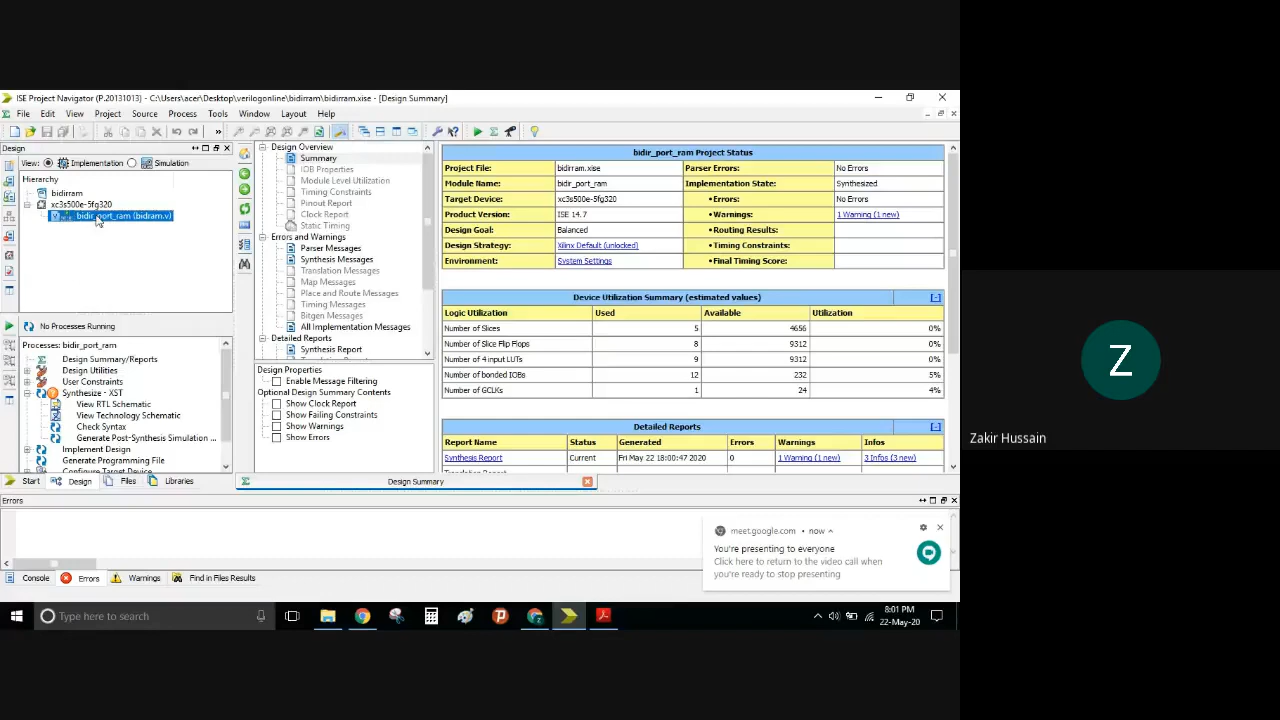 ISE Project Navigator (P.20131013) - C:\Users\acer\Desktop\verilogonline\bidirram\bidirram.xise - [Design Summary]
File Edit View Project Source Process Tools Window Layout Help
Design
View: Implementation Simulation
Hierarchy
bidirram
xc3s500e-5fg320
bidir_port_ram (bidram.v)
No Processes Running
Processes: bidir_port_ram
Design Summary/Reports
Design Utilities
User Constraints
Synthesize - XST
View RTL Schematic
View Technology Schematic
Check Syntax
Generate Post-Synthesis Simulation ...
Implement Design
Generate Programming File
Configure Target Device
Start Design Files Libraries
Design Overview
Summary
IOB Properties
Module Level Utilization
Timing Constraints
Pinout Report
Clock Report
Static Timing
Errors and Warnings
Parser Messages
Synthesis Messages
Translation Messages
Map Messages
Place and Route Messages
Timing Messages
Bitgen Messages
All Implementation Messages
Detailed Reports
Synthesis Report
Design Properties
Enable Message Filtering
Optional Design Summary Contents
Show Clock Report
Show Failing Constraints
Show Warnings
Show Errors
bidir_port_ram Project Status
Project File: bidirram.xise Parser Errors: No Errors
Module Name: bidir_port_ram Implementation State: Synthesized
Target Device: xc3s500e-5fg320 •Errors: No Errors
Product Version: ISE 14.7 •Warnings: 1 Warning (1 new)
Design Goal: Balanced •Routing Results:
Design Strategy: Xilinx Default (unlocked) •Timing Constraints:
Environment: System Settings •Final Timing Score:
Device Utilization Summary (estimated values) [-]
Logic Utilization Used Available Utilization
Number of Slices 5 4656 0%
Number of Slice Flip Flops 8 9312 0%
Number of 4 input LUTs 9 9312 0%
Number of bonded IOBs 12 232 5%
Number of GCLKs 1 24 4%
Detailed Reports [-]
Report Name Status Generated Errors Warnings Infos
Synthesis Report Current Fri May 22 18:00:47 2020 0 1 Warning (1 new) 3 Infos (3 new)
Design Summary
Errors
Console Errors Warnings Find in Files Results
meet.google.com • now
You're presenting to everyone
Click here to return to the video call when
you're ready to stop presenting
Type here to search
8:01 PM
22-May-20
Z
Zakir Hussain